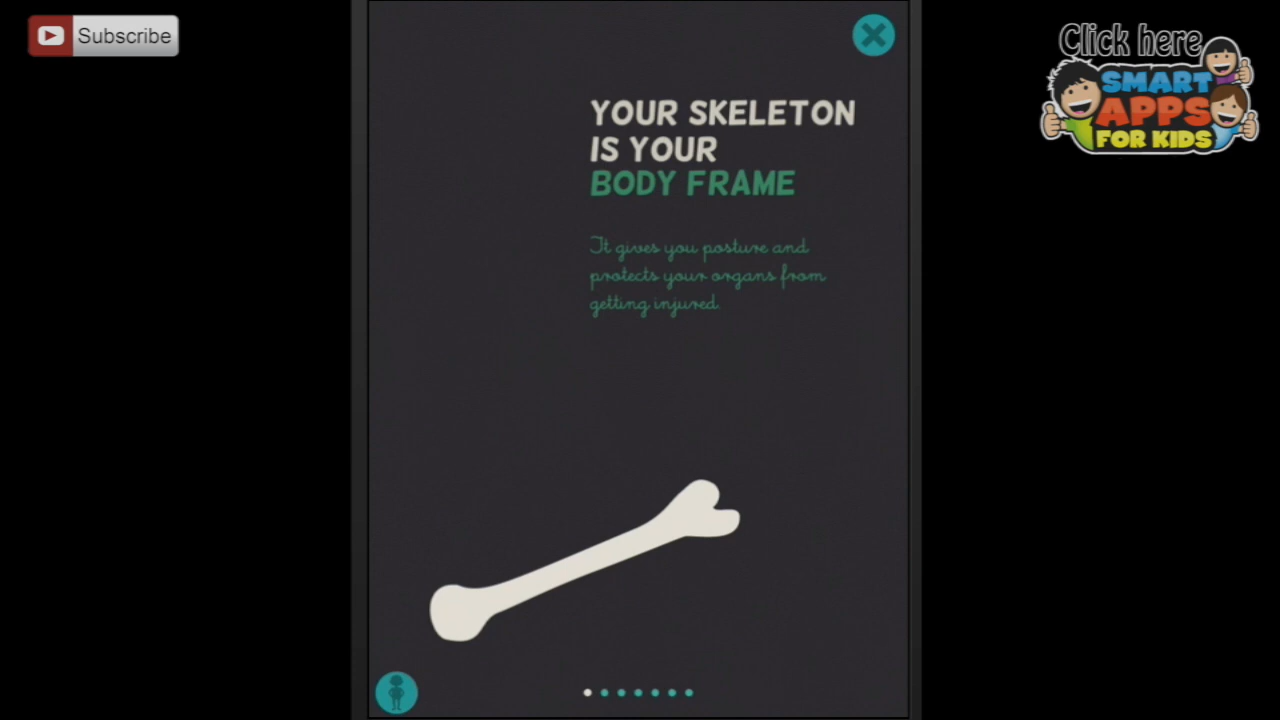 Subscribe
Click here
SMART
APPS
FOR KIDS
YOUR SKELETON
IS YOUR
BODY FRAME
It gives you posture and
protects your organs from
getting injured.